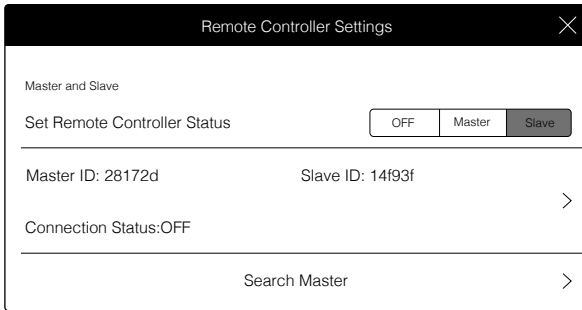 Remote Controller Settings
Master and Slave
Set Remote Controller Status OFF Master Slave
Master ID: 28172d Slave ID: 14f93f
Connection Status:OFF
Search Master